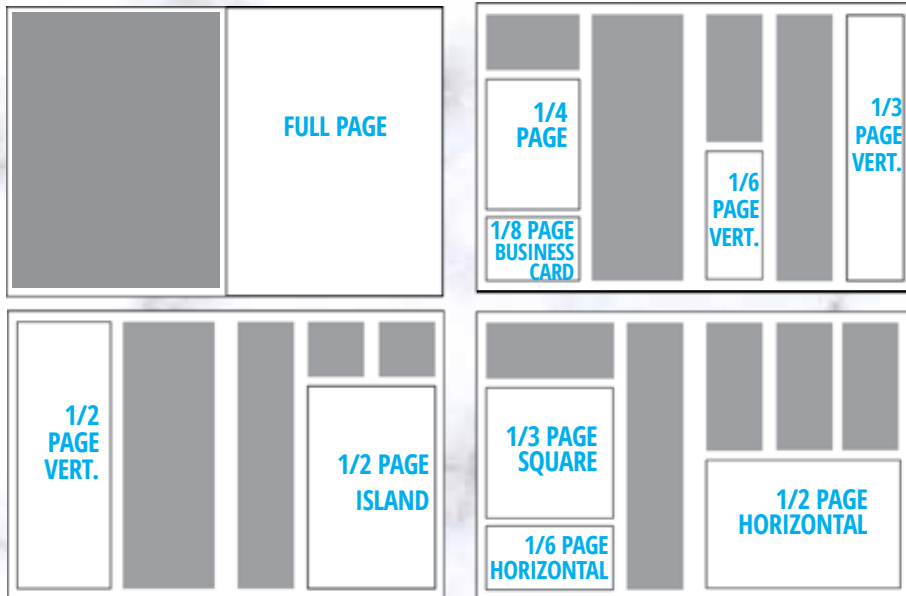 FULL PAGE
1/4
PAGE
1/8 PAGE
BUSINESS
CARD
1/6
PAGE
VERT.
1/3
PAGE
VERT.
1/2
PAGE
VERT.
1/2 PAGE
ISLAND
1/3 PAGE
SQUARE
1/6 PAGE
HORIZONTAL
1/2 PAGE
HORIZONTAL